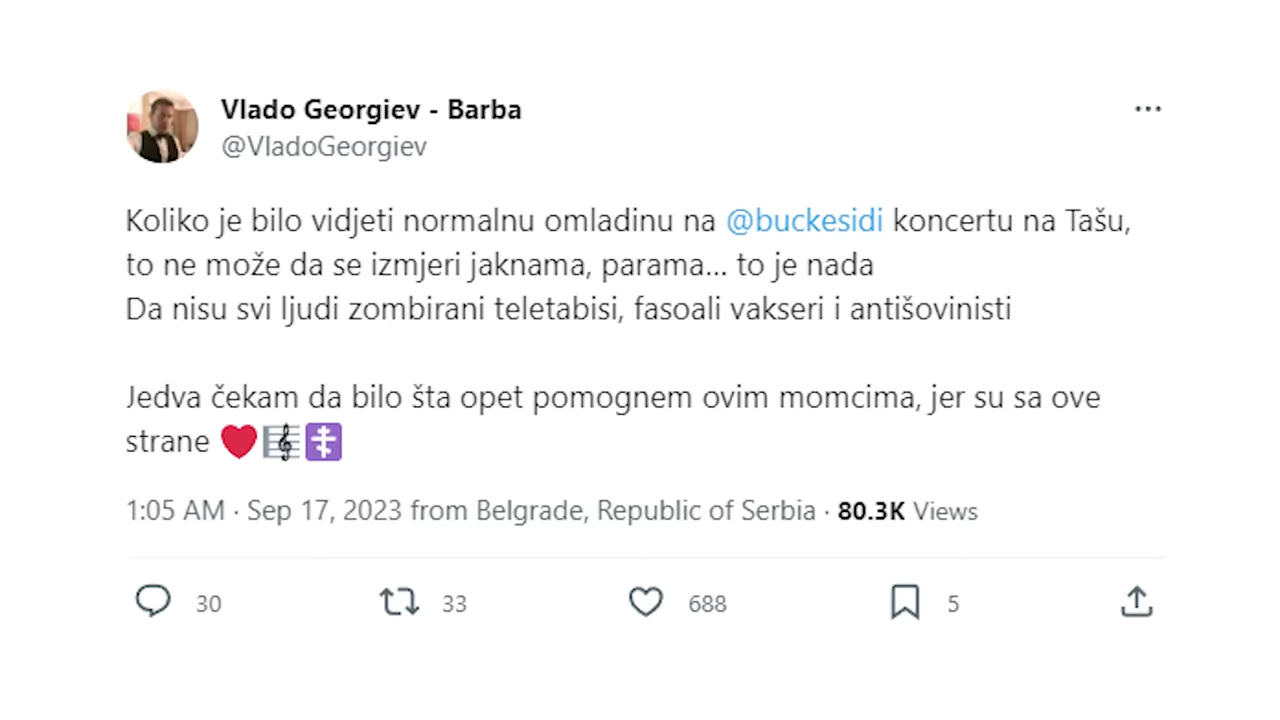 Vlado Georgiev - Barba
@VladoGeorgiev
Koliko je bilo vidjeti normalnu omladinu na @buckesidi koncertu na Tašu,
to ne može da se izmjeri jaknama, parama... to je nada
Da nisu svi ljudi zombirani teletabisi, fasoali vakseri i antišovinisti
Jedva čekam da bilo šta opet pomognem ovim momcima, jer su sa ove
strane ❤️🎼☦️
1:05 AM · Sep 17, 2023 from Belgrade, Republic of Serbia · 80.3K Views
30 33 688 5